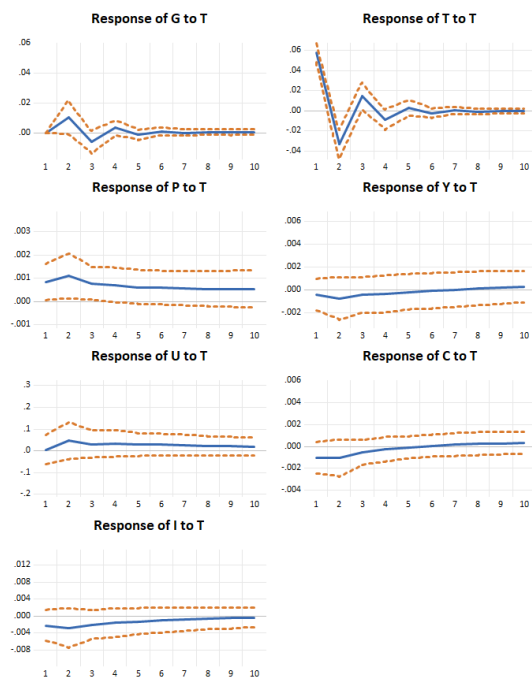 Response of G to T
.06
.04
.02
.00
1 2 3 4 5 6 7 8 9 10
Response of T to T
.06
.04
.02
.00
-.02
-.04
1 2 3 4 5 6 7 8 9 10
Response of P to T
.003
.002
.001
.000
-.001
1 2 3 4 5 6 7 8 9 10
Response of Y to T
.006
.004
.002
.000
-.002
1 2 3 4 5 6 7 8 9 10
Response of U to T
.3
.2
.1
.0
-.1
-.2
1 2 3 4 5 6 7 8 9 10
Response of C to T
.006
.004
.002
.000
-.002
-.004
1 2 3 4 5 6 7 8 9 10
Response of I to T
.012
.008
.004
.000
-.004
-.008
1 2 3 4 5 6 7 8 9 10